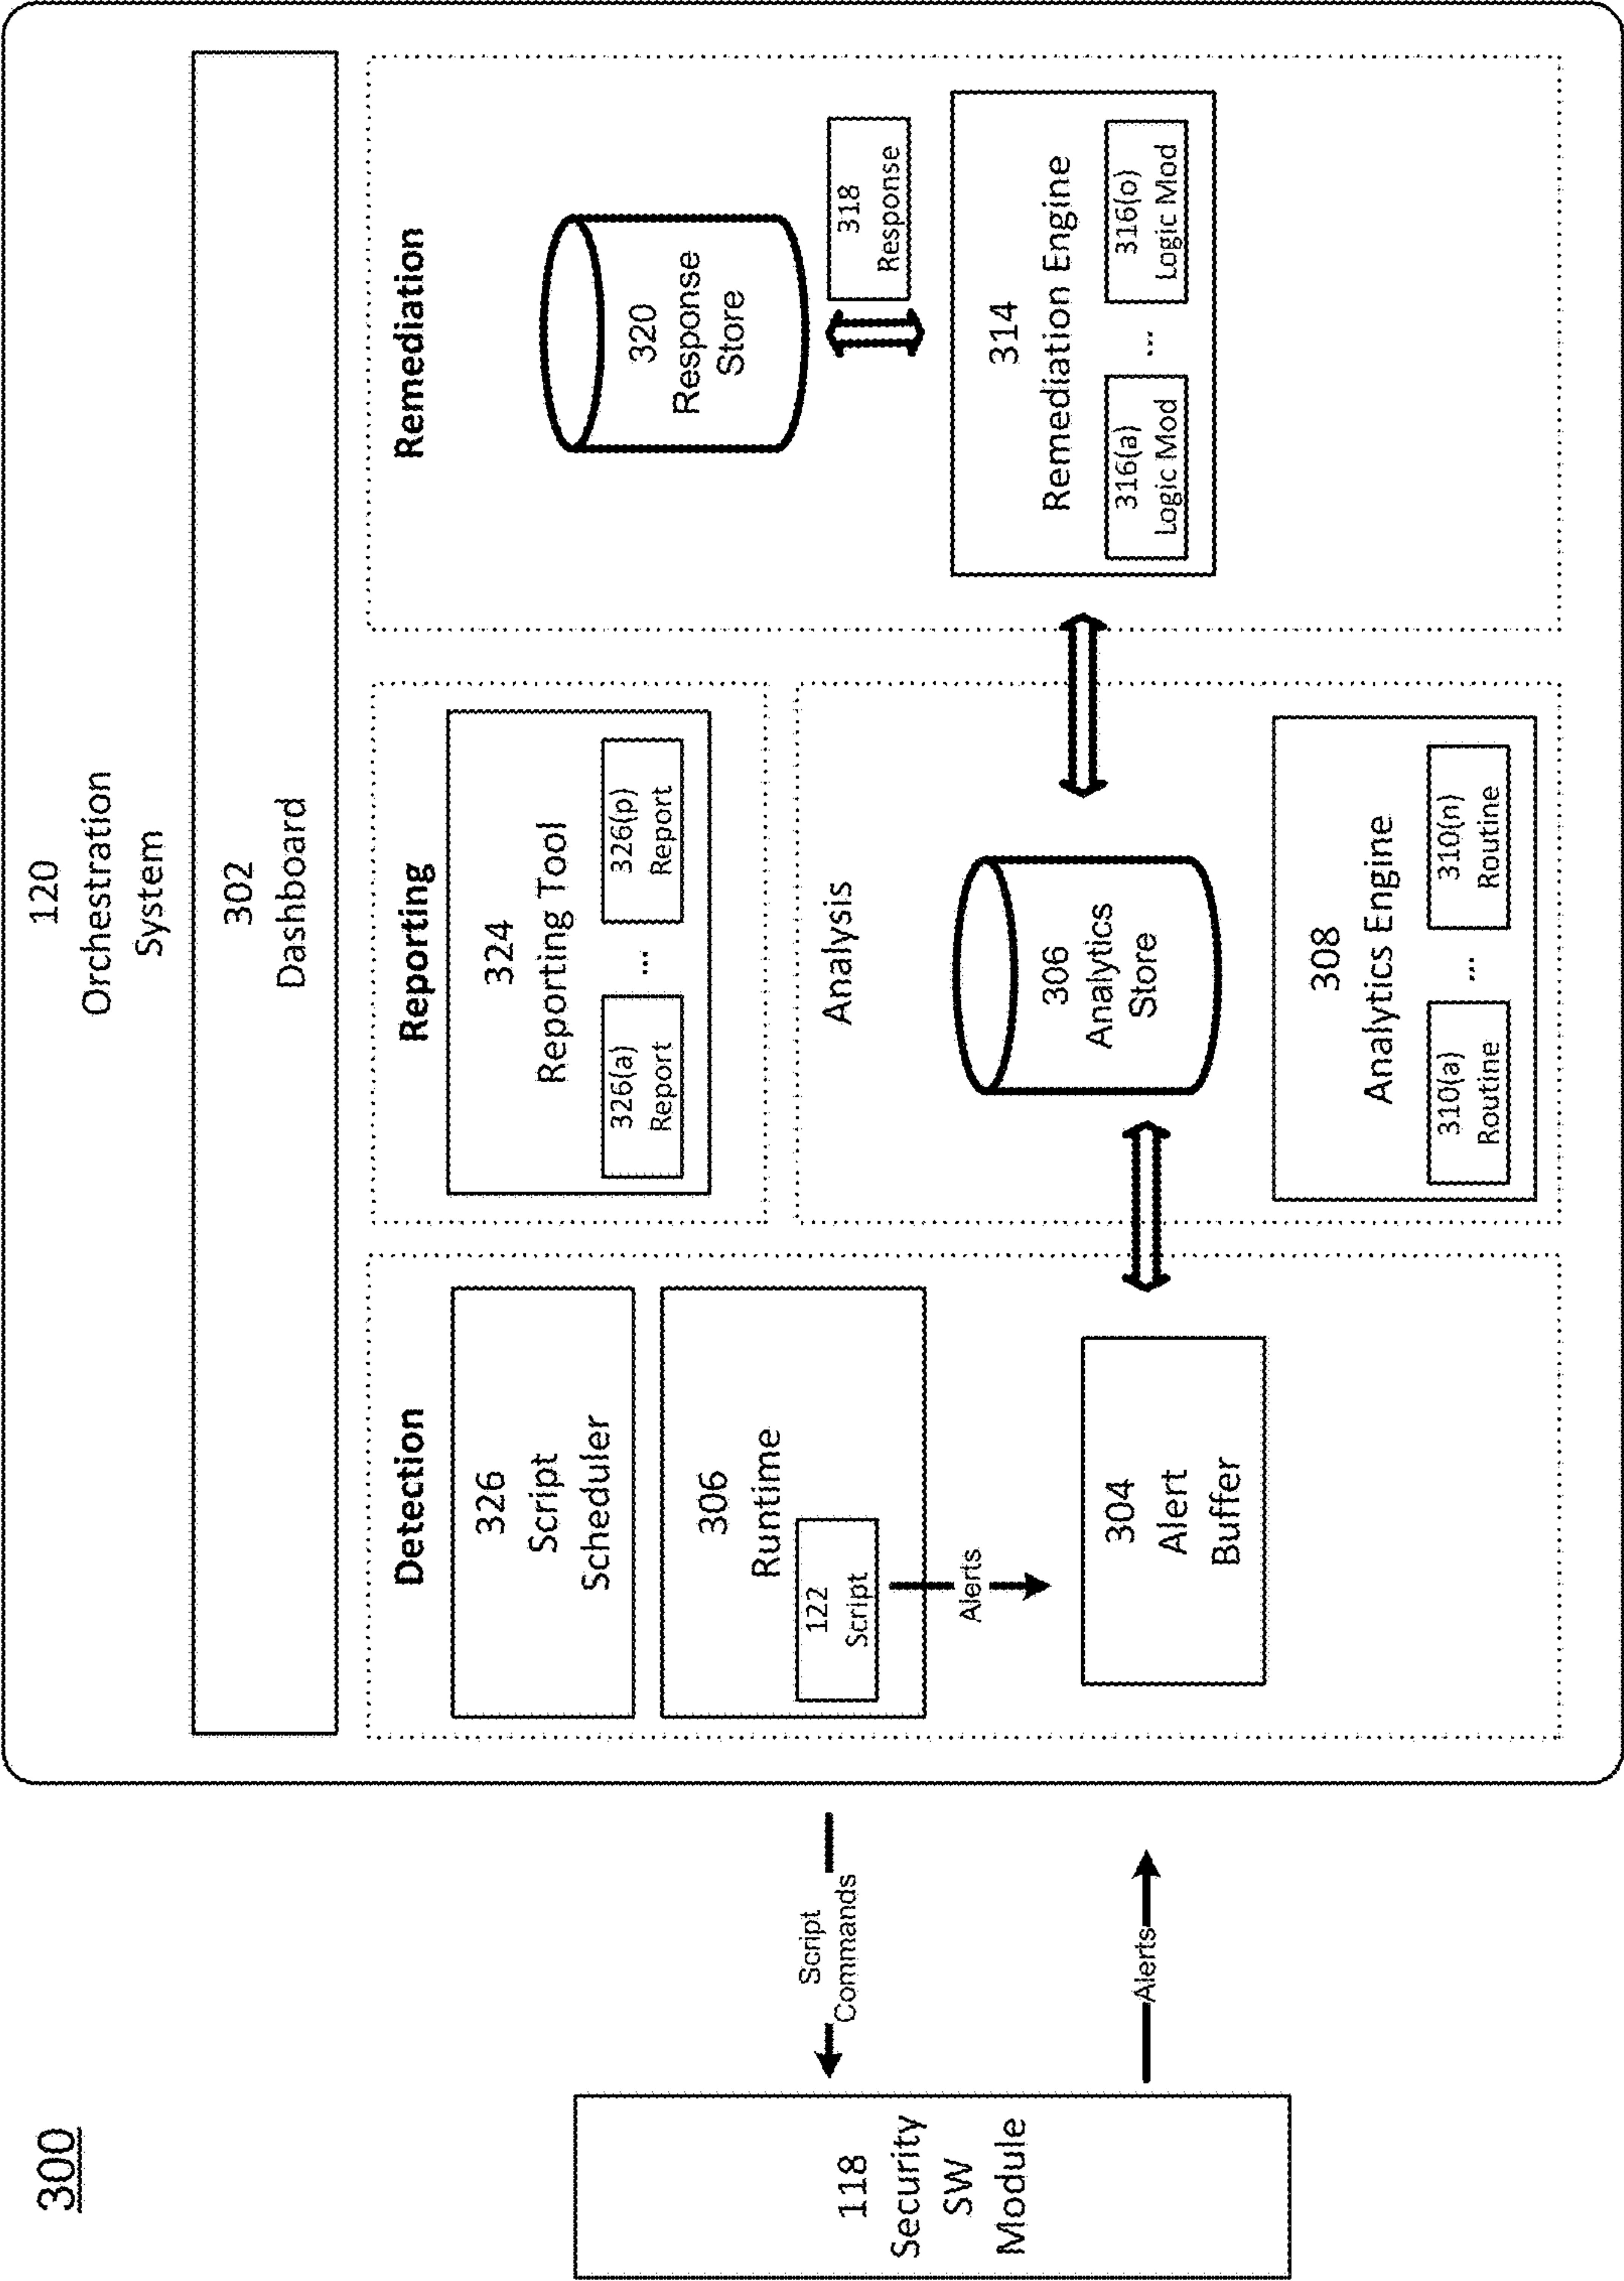 300
120
Orchestration
System
302
Dashboard
118
Security
SW
Module
Script
Commands
Alerts
Detection
326
Script
Scheduler
306
Runtime
122
Script
Alerts
304
Alert
Buffer
Reporting
324
Reporting Tool
326(a)
Report
...
326(p)
Report
Analysis
306
Analytics
Store
308
Analytics Engine
310(a)
Routine
...
310(n)
Routine
Remediation
320
Response
Store
318
Response
314
Remediation Engine
316(a)
Logic Mod
...
316(o)
Logic Mod